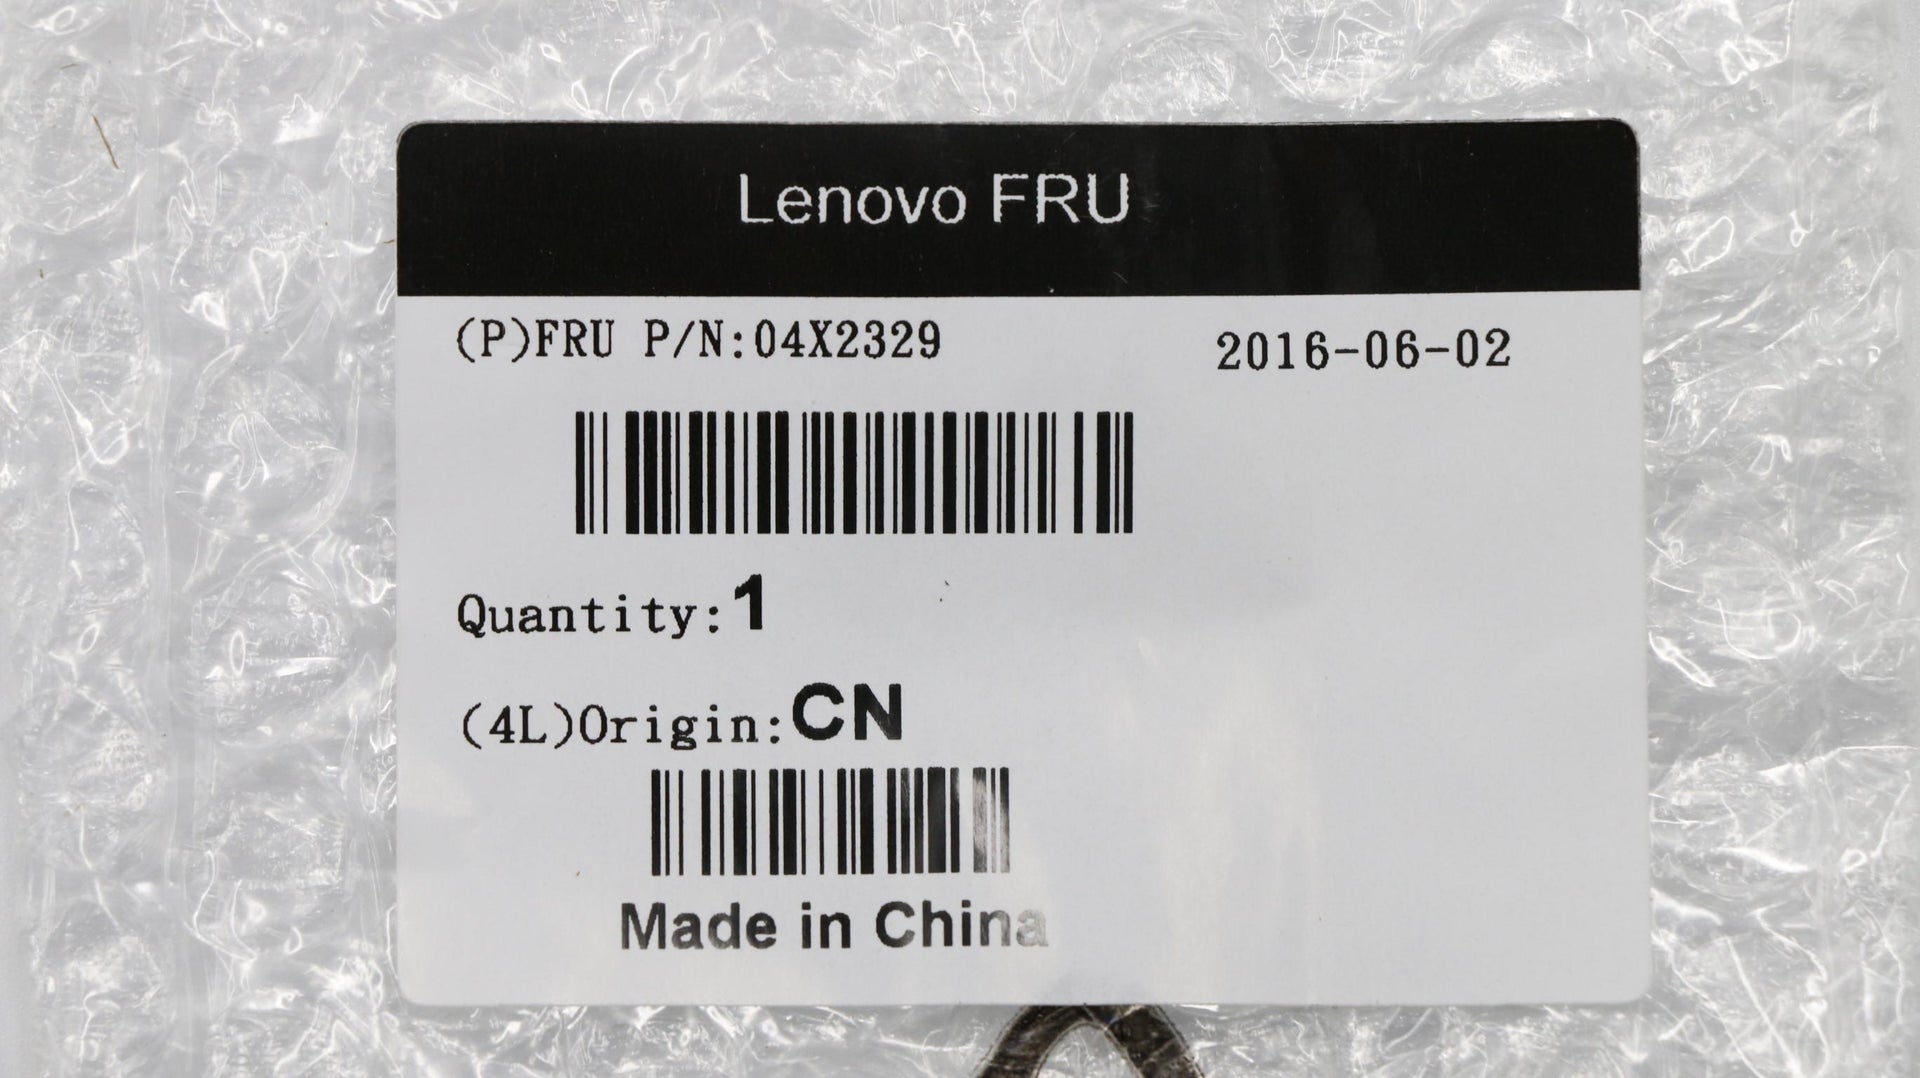 Lenovo FRU
(P)FRU P/N:04X2329 2016-06-02
Quantity:1
(4L)Origin:CN
Made in China